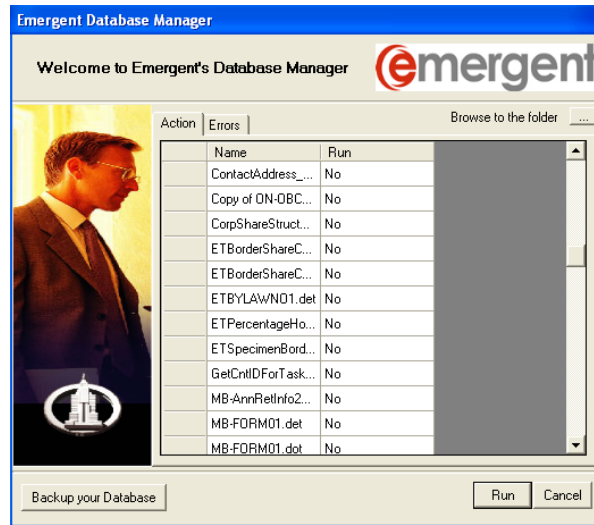 Emergent Database Manager
Welcome to Emergent's Database Manager
emergent
Action Errors
Browse to the folder ...
Name Run
ContactAddress_... No
Copy of ON-OBC... No
CorpShareStruct... No
ETBorderShareC... No
ETBorderShareC... No
ETBYLAWNO1.det No
ETPercentageHo... No
ETSpecimenBord... No
GetCntIDForTask... No
MB-AnnRetInfo2... No
MB-FORM01.det No
MB-FORM01.dot No
Backup your Database
Run Cancel